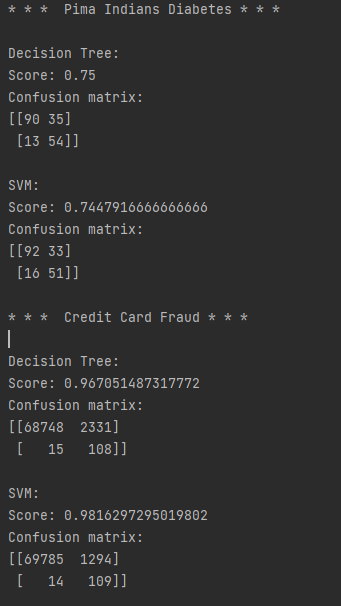 * * *  Pima Indians Diabetes * * *
Decision Tree:
Score: 0.75
Confusion matrix:
[[90 35]
 [13 54]]
SVM:
Score: 0.7447916666666666
Confusion matrix:
[[92 33]
 [16 51]]
* * *  Credit Card Fraud * * *
Decision Tree:
Score: 0.967051487317772
Confusion matrix:
[[68748  2331]
 [   15   108]]
SVM:
Score: 0.9816297295019802
Confusion matrix:
[[69785  1294]
 [   14   109]]